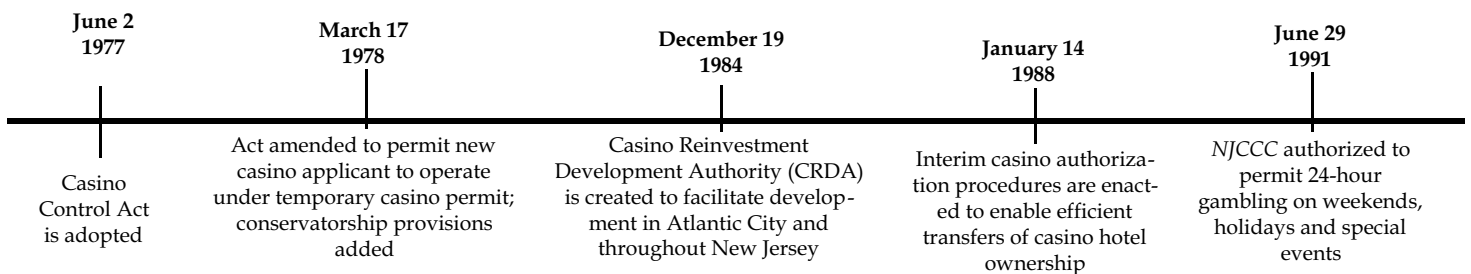 June 2
1977
Casino
Control Act
is adopted
March 17
1978
Act amended to permit new
casino applicant to operate
under temporary casino permit;
conservatorship provisions
added
December 19
1984
Casino Reinvestment
Development Authority (CRDA)
is created to facilitate develop-
ment in Atlantic City and
throughout New Jersey
January 14
1988
Interim casino authoriza-
tion procedures are enact-
ed to enable efficient
transfers of casino hotel
ownership
June 29
1991
NJCCC authorized to
permit 24-hour
gambling on weekends,
holidays and special
events